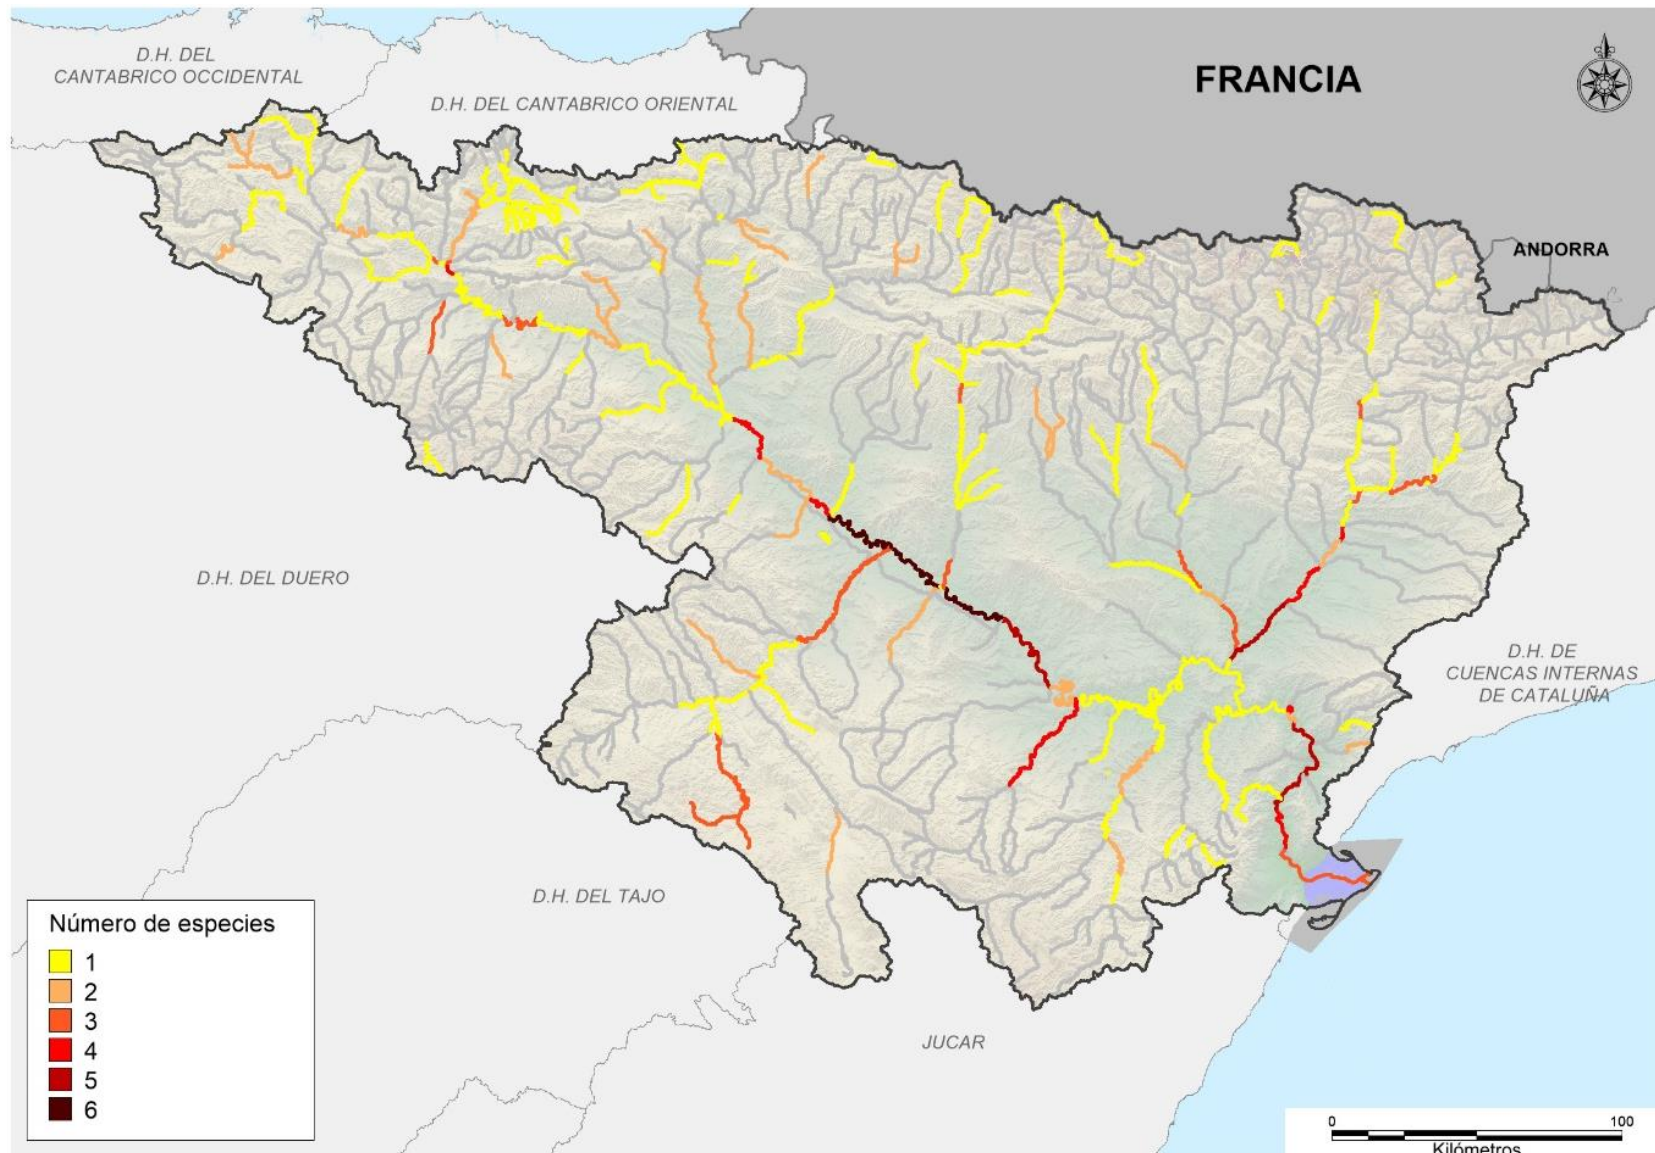 D.H. DEL
CANTABRICO OCCIDENTAL
D.H. DEL CANTABRICO ORIENTAL
FRANCIA
ANDORRA
D.H. DEL DUERO
D.H. DE
CUENCAS INTERNAS
DE CATALUÑA
D.H. DEL TAJO
JUCAR
Número de especies
1
2
3
4
5
6
0 100
Kilómetros